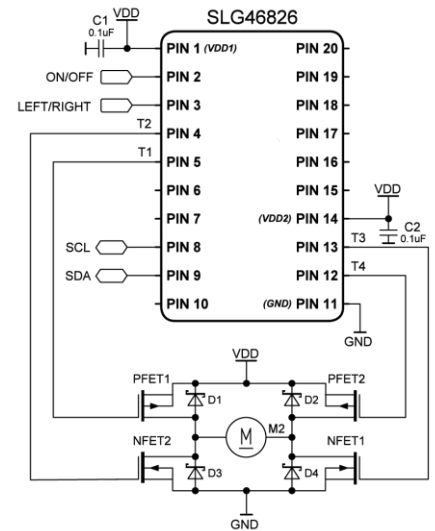 SLG46826
C1
0.1uF
VDD
PIN 1 (VDD1)
PIN 20
ON/OFF
PIN 2
PIN 19
LEFT/RIGHT
PIN 3
PIN 18
T2
PIN 4
PIN 17
T1
PIN 5
PIN 16
PIN 6
PIN 15
VDD
PIN 7
(VDD2) PIN 14
C2
0.1uF
SCL
PIN 8
PIN 13
T3
SDA
PIN 9
PIN 12
T4
PIN 10
(GND) PIN 11
GND
VDD
PFET1
D1
D2
PFET2
M
M2
NFET2
D3
D4
NFET1
GND